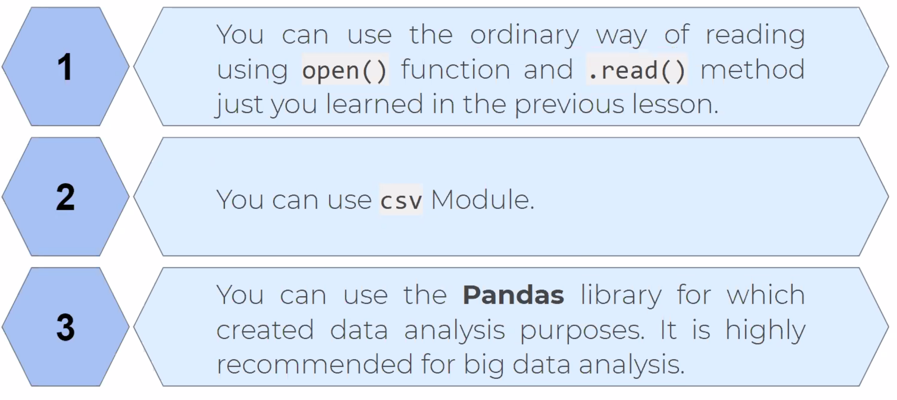 1
You can use the ordinary way of reading
using open() function and .read() method
just you learned in the previous lesson.
2
You can use csv Module.
3
You can use the Pandas library for which
created data analysis purposes. It is highly
recommended for big data analysis.